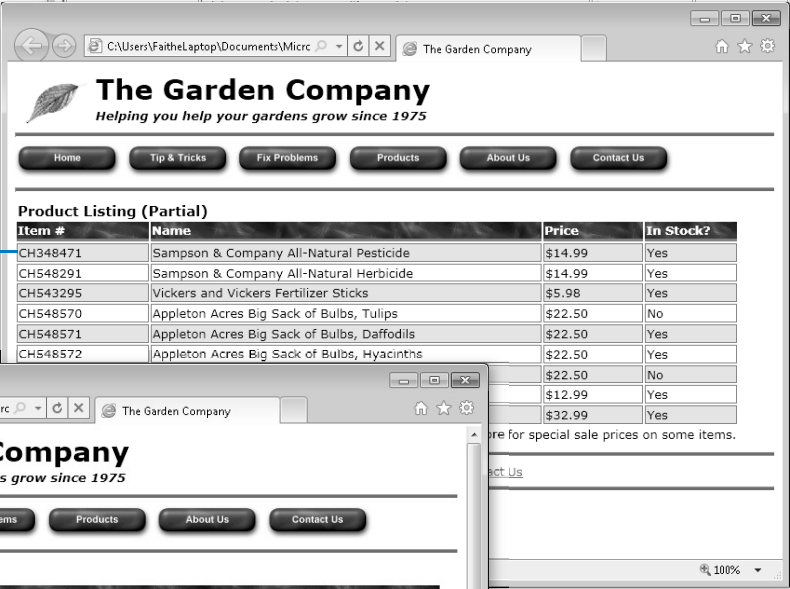 C:\Users\FaitheLaptop\Documents\Micrc
The Garden Company
The Garden Company
Helping you help your gardens grow since 1975
Home Tip & Tricks Fix Problems Products About Us Contact Us
Product Listing (Partial)
Item # Name Price In Stock?
CH348471 Sampson & Company All-Natural Pesticide $14.99 Yes
CH548291 Sampson & Company All-Natural Herbicide $14.99 Yes
CH543295 Vickers and Vickers Fertilizer Sticks $5.98 Yes
CH548570 Appleton Acres Big Sack of Bulbs, Tulips $22.50 No
CH548571 Appleton Acres Big Sack of Bulbs, Daffodils $22.50 Yes
CH548572 Appleton Acres Big Sack of Bulbs, Hyacinths $22.50 Yes
$22.50 No
$12.99 Yes
$32.99 Yes
ore for special sale prices on some items.
act Us
100%
rc
The Garden Company
Company
s grow since 1975
ems Products About Us Contact Us